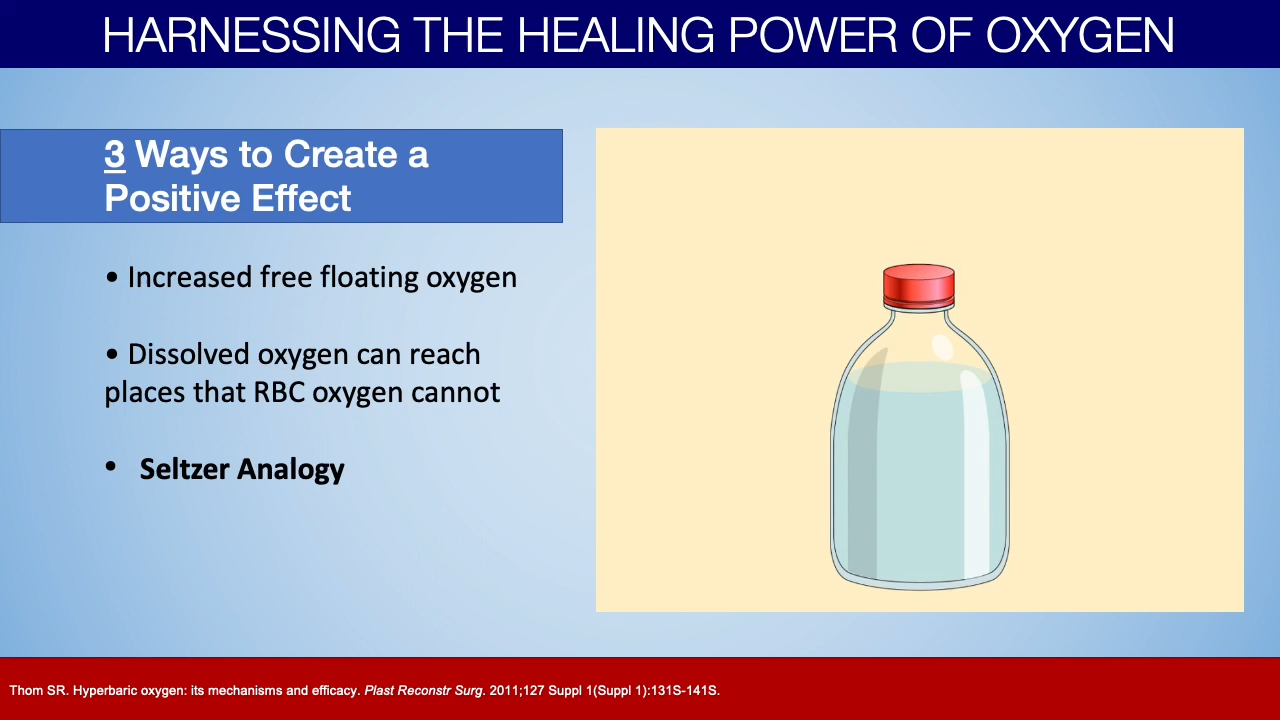 HARNESSING THE HEALING POWER OF OXYGEN
3 Ways to Create a
Positive Effect
• Increased free floating oxygen
• Dissolved oxygen can reach
places that RBC oxygen cannot
• Seltzer Analogy
Thom SR. Hyperbaric oxygen: its mechanisms and efficacy. Plast Reconstr Surg. 2011;127 Suppl 1(Suppl 1):131S-141S.